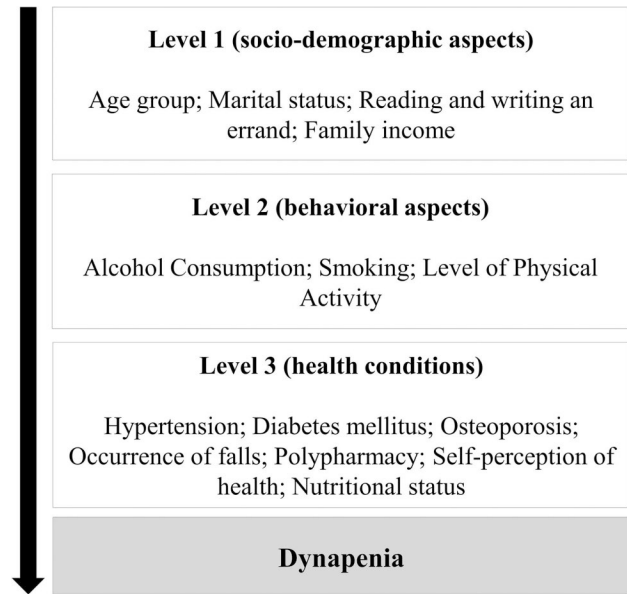 Level 1 (socio-demographic aspects)
Age group; Marital status; Reading and writing an
errand; Family income
Level 2 (behavioral aspects)
Alcohol Consumption; Smoking; Level of Physical
Activity
Level 3 (health conditions)
Hypertension; Diabetes mellitus; Osteoporosis;
Occurrence of falls; Polypharmacy; Self-perception of
health; Nutritional status
Dynapenia